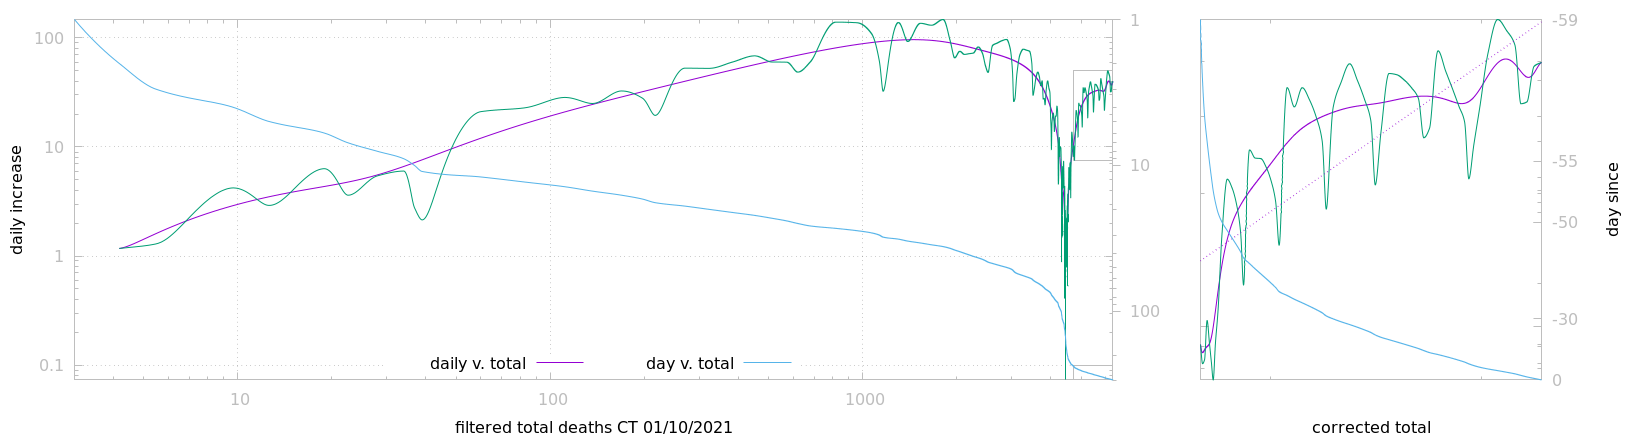 100
10
1
0.1
daily increase
daily v. total
day v. total
10
100
1000
filtered total deaths CT 01/10/2021
1
10
100
-59
-55
-50
-30
0
day since
corrected total